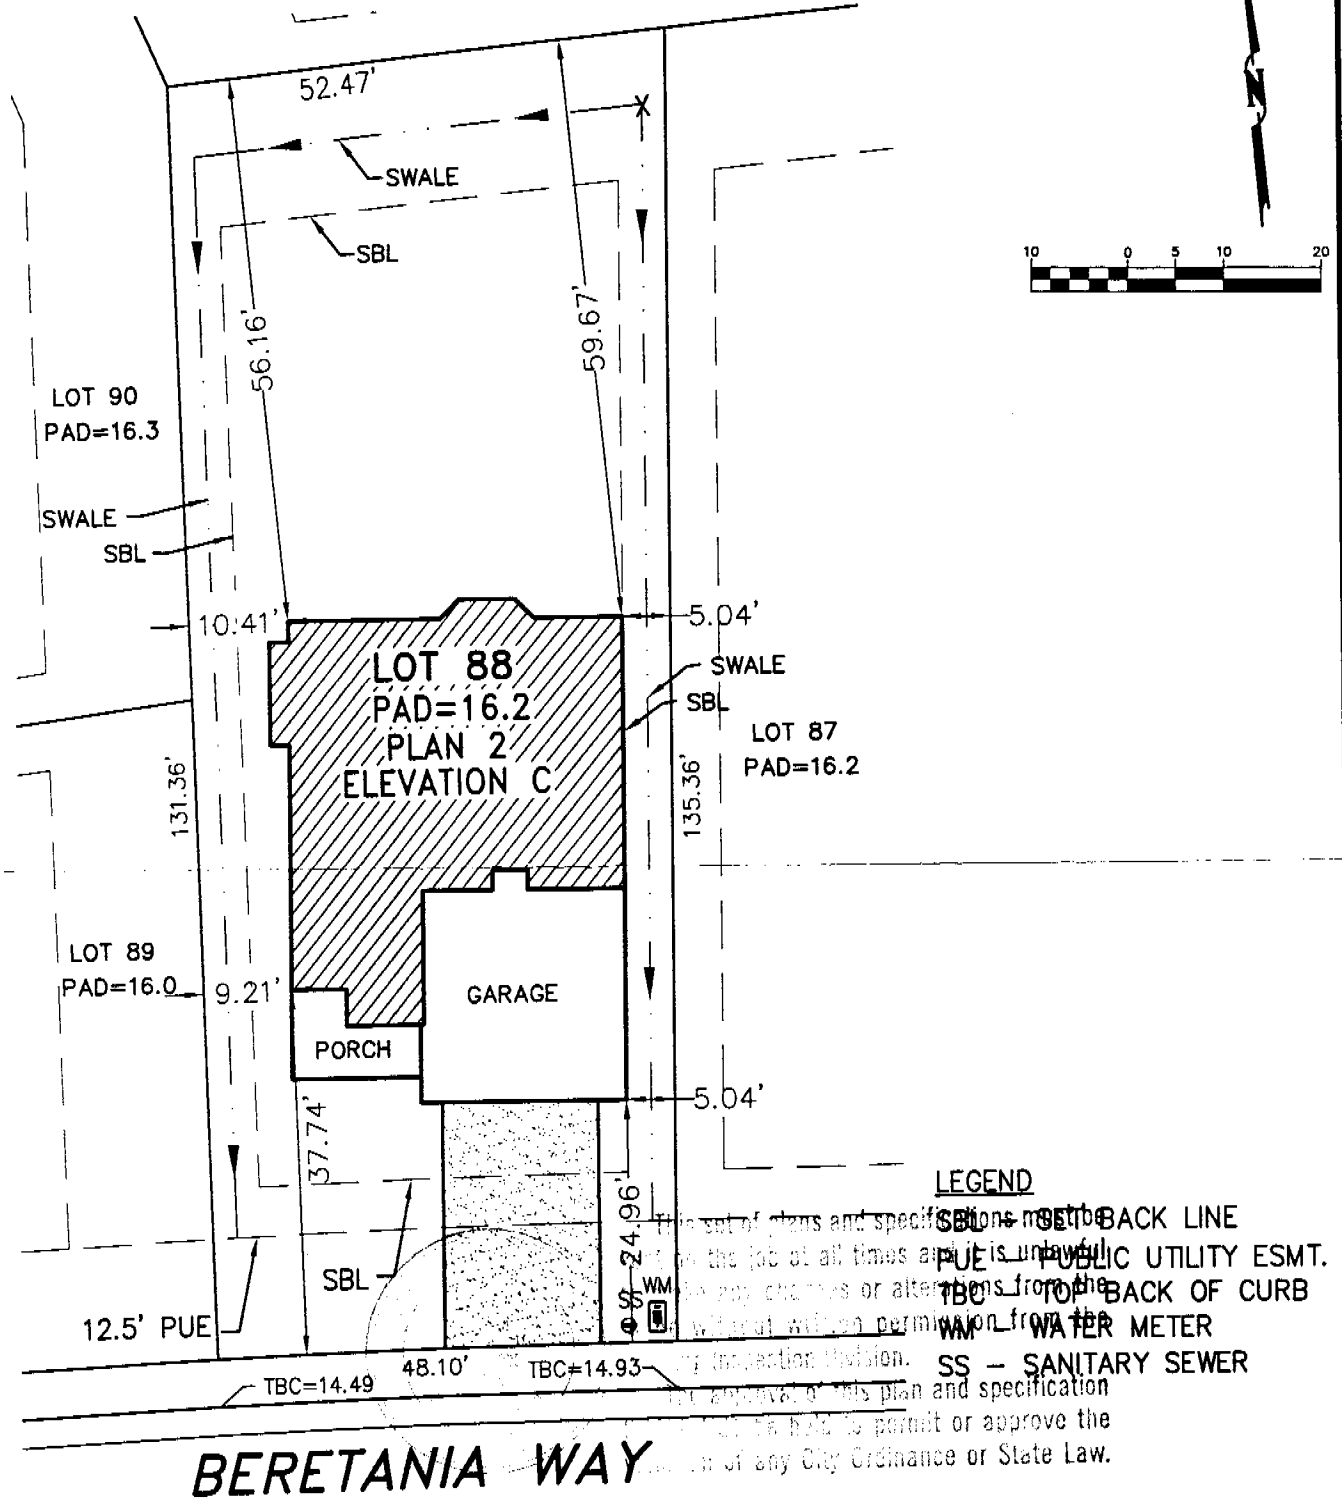 52.47'
N
SWALE
SBL
10 0 5 10 20
56.16'
59.67'
LOT 90
PAD=16.3
SWALE
SBL
10.41'
5.04'
LOT 88
PAD=16.2
PLAN 2
ELEVATION C
SWALE
SBL
LOT 87
PAD=16.2
131.36'
135.36'
LOT 89
PAD=16.0
9.21'
GARAGE
PORCH
5.04'
37.74'
24.96'
LEGEND
SBL – SET BACK LINE
PUE – PUBLIC UTILITY ESMT.
TBC – TOP BACK OF CURB
WM – WATER METER
SS – SANITARY SEWER
This set of plans and specifications must be
on the job at all times and it is unlawful
any changes or alterations from the
without written permission from the
Inspection Division.
approval of this plan and specification
held to permit or approve the
of any City Ordinance or State Law.
SBL
SS
WM
12.5' PUE
TBC=14.49
48.10'
TBC=14.93
BERETANIA WAY